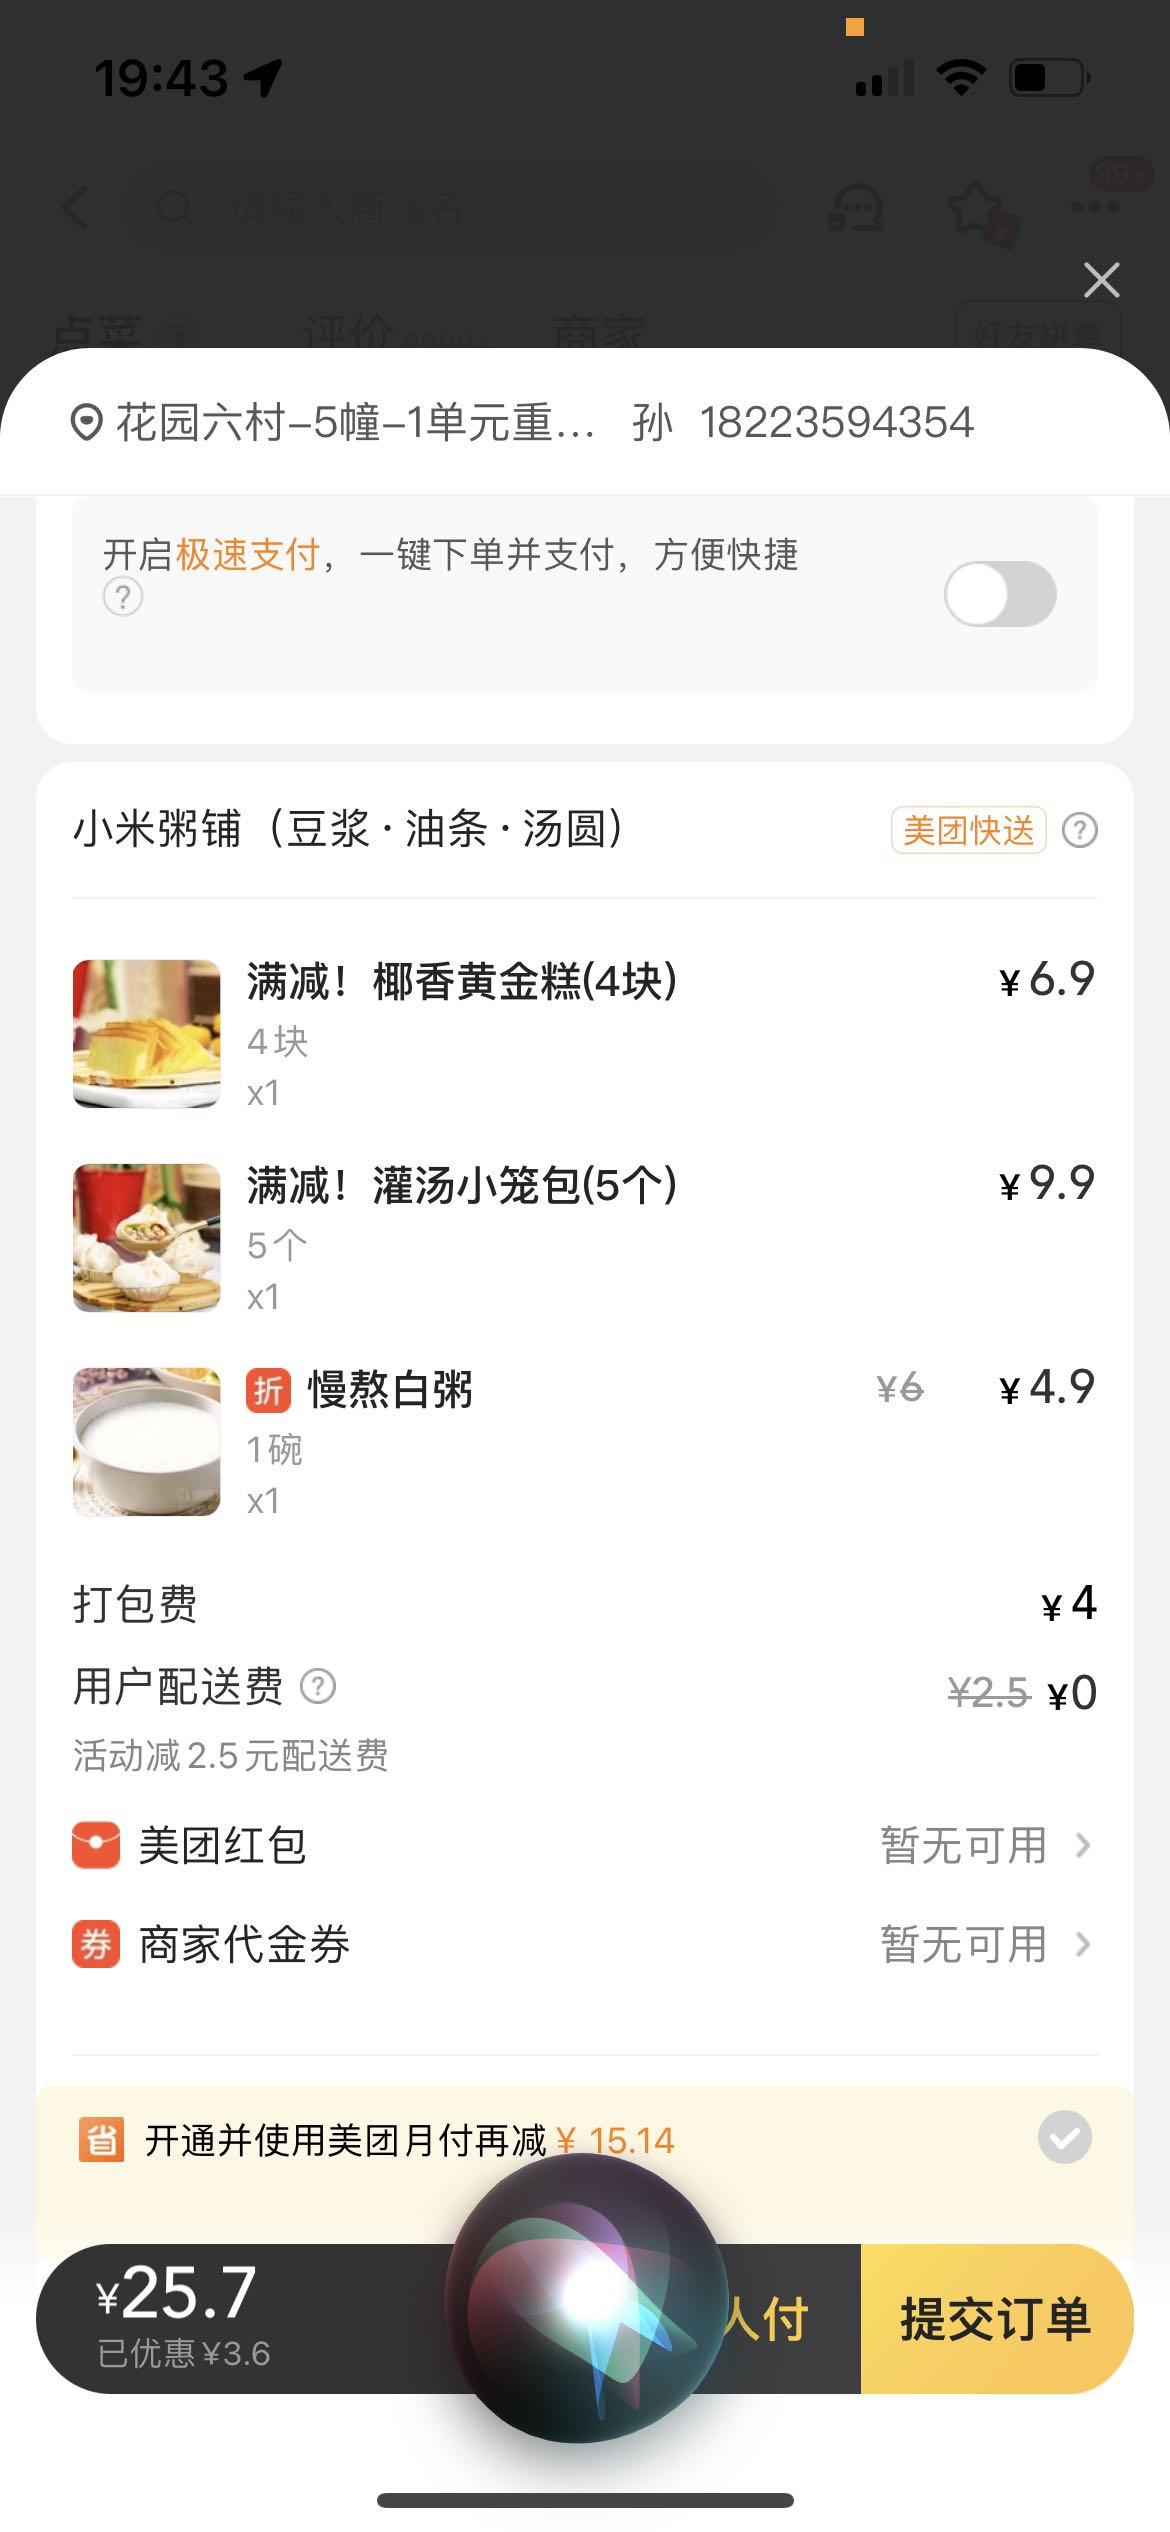 19:43
请输入商品名
99+
点菜
评价 9999+
商家
好友拼单
花园六村-5幢-1单元重... 孙 18223594354
开启极速支付，一键下单并支付，方便快捷
?
小米粥铺（豆浆·油条·汤圆）
美团快送 ?
满减！椰香黄金糕(4块) ¥6.9
4块
x1
满减！灌汤小笼包(5个) ¥9.9
5个
x1
折 慢熬白粥 ¥6 ¥4.9
1碗
x1
打包费 ¥4
用户配送费 ? ¥2.5 ¥0
活动减2.5元配送费
美团红包 暂无可用
券 商家代金券 暂无可用
省 开通并使用美团月付再减 ¥ 15.14
¥25.7 人付 提交订单
已优惠¥3.6